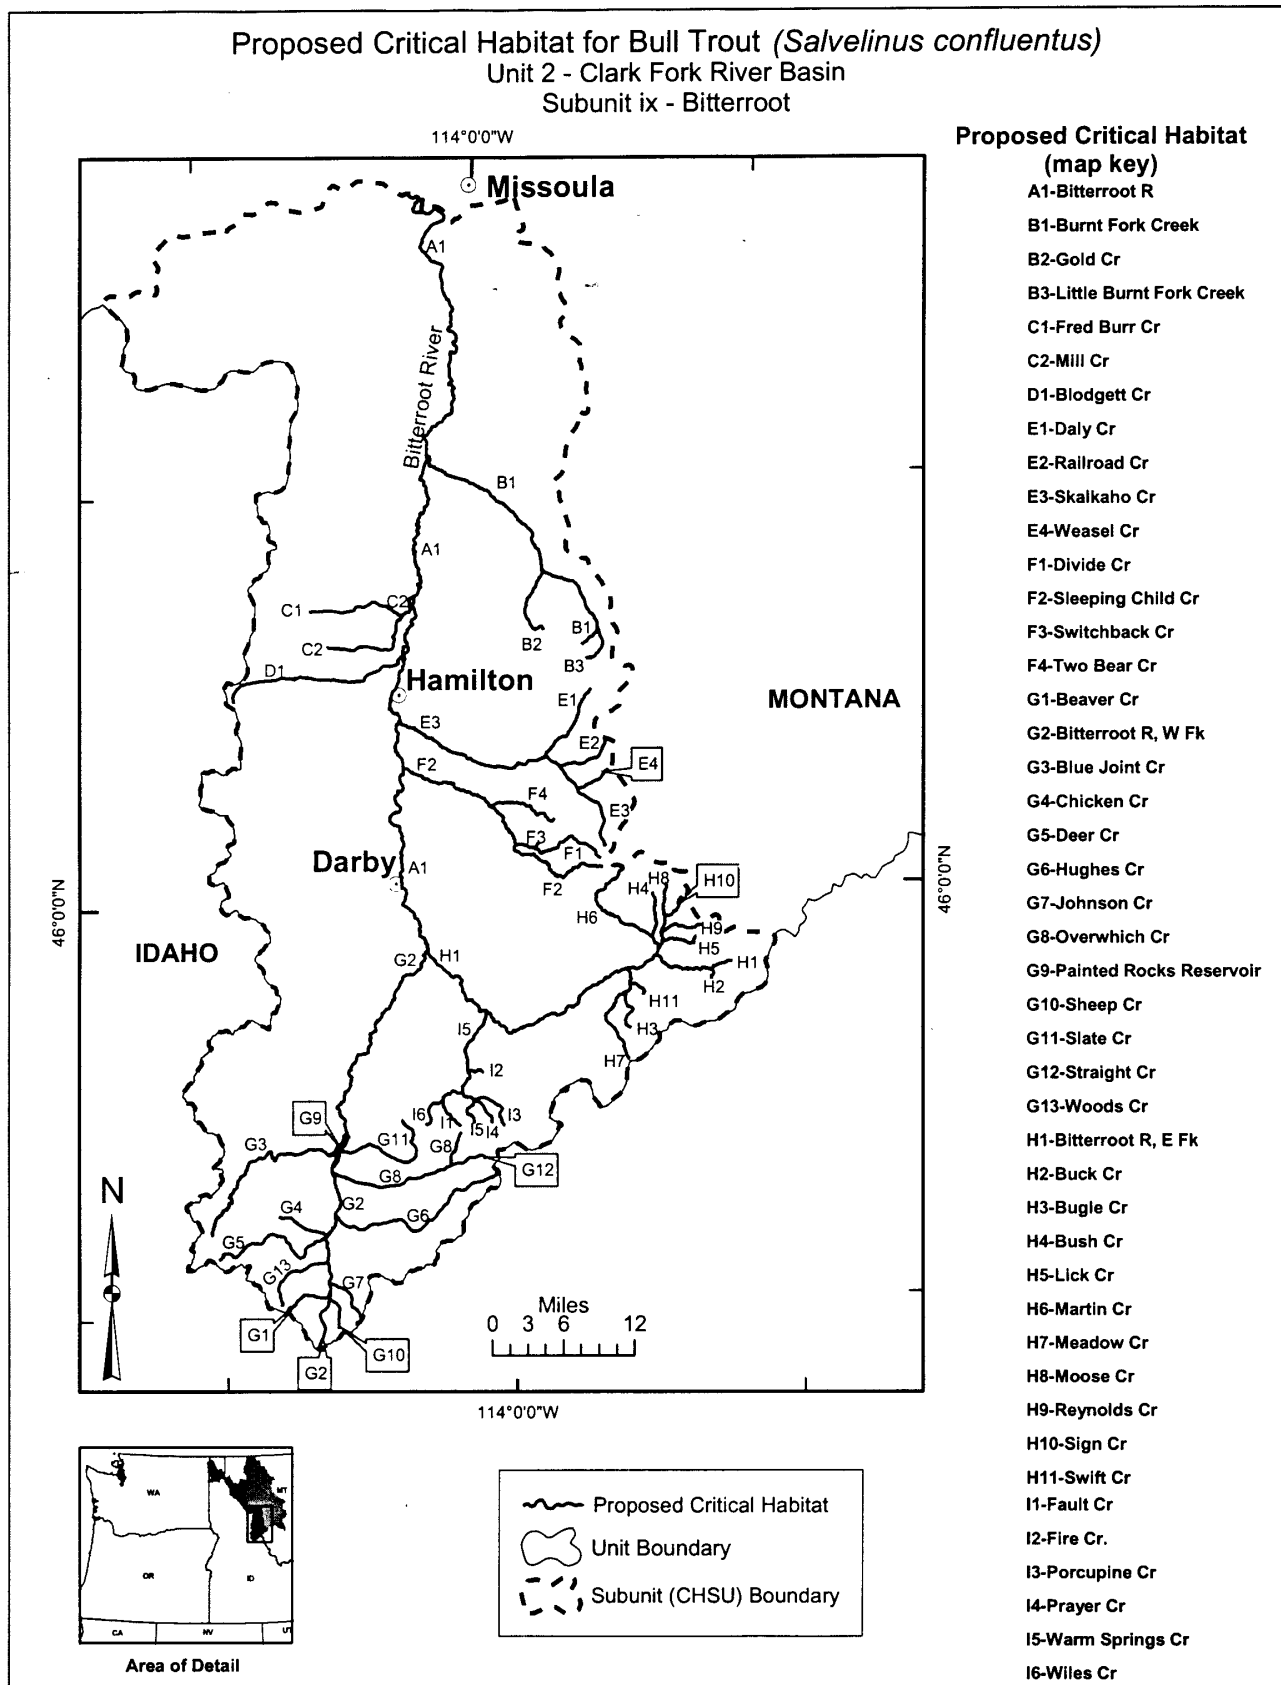 Proposed Critical Habitat for Bull Trout (Salvelinus confluentus)
Unit 2 - Clark Fork River Basin
Subunit ix - Bitterroot
114°0'0"W
Missoula
A1
Bitterroot River
B1
A1
C1
C2
C2
B2
B1
B3
D1
Hamilton
E1
MONTANA
E3
E2
E4
F2
F4
E3
F3
F1
F2
Darby
A1
H4
H8
H10
46°0'0"N
46°0'0"N
H6
H9
H5
IDAHO
G2
H1
H1
H2
H11
H3
H7
I5
I2
I6
I1
I5
I4
I3
G9
G3
G11
G8
G12
G8
G4
G2
G6
G5
G13
G7
G1
G2
G10
N
Miles
0 3 6 12
114°0'0"W
Proposed Critical Habitat
(map key)
A1-Bitterroot R
B1-Burnt Fork Creek
B2-Gold Cr
B3-Little Burnt Fork Creek
C1-Fred Burr Cr
C2-Mill Cr
D1-Blodgett Cr
E1-Daly Cr
E2-Railroad Cr
E3-Skalkaho Cr
E4-Weasel Cr
F1-Divide Cr
F2-Sleeping Child Cr
F3-Switchback Cr
F4-Two Bear Cr
G1-Beaver Cr
G2-Bitterroot R, W Fk
G3-Blue Joint Cr
G4-Chicken Cr
G5-Deer Cr
G6-Hughes Cr
G7-Johnson Cr
G8-Overwhich Cr
G9-Painted Rocks Reservoir
G10-Sheep Cr
G11-Slate Cr
G12-Straight Cr
G13-Woods Cr
H1-Bitterroot R, E Fk
H2-Buck Cr
H3-Bugle Cr
H4-Bush Cr
H5-Lick Cr
H6-Martin Cr
H7-Meadow Cr
H8-Moose Cr
H9-Reynolds Cr
H10-Sign Cr
H11-Swift Cr
I1-Fault Cr
I2-Fire Cr.
I3-Porcupine Cr
I4-Prayer Cr
I5-Warm Springs Cr
I6-Wiles Cr
WA
MT
OR
ID
CA
NV
UT
Area of Detail
Proposed Critical Habitat
Unit Boundary
Subunit (CHSU) Boundary